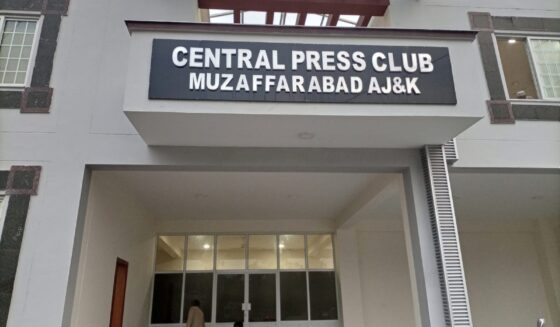 CENTRAL PRESS CLUB
MUZAFFARABAD AJ&K